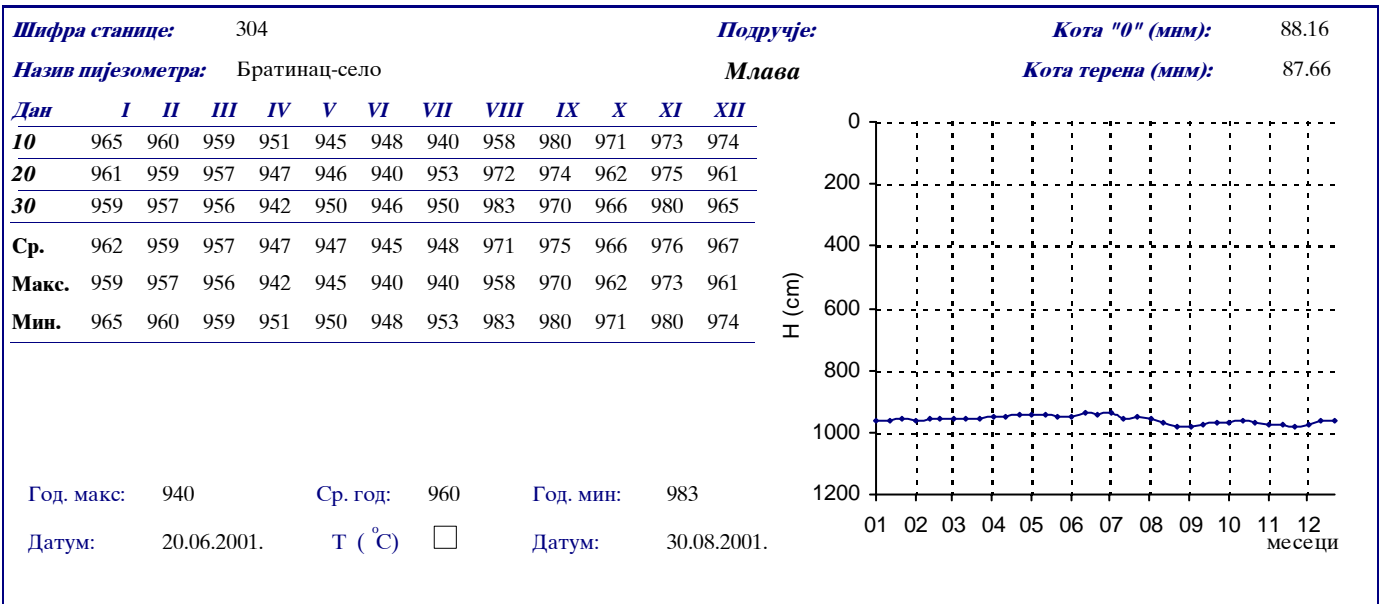 Шифра станице: 304 Подручје: Кота "0" (мнм): 88.16
Назив пијезометра: Братинац-село Млава Кота терена (мнм): 87.66
Дан I II III IV V VI VII VIII IX X XI XII
10 965 960 959 951 945 948 940 958 980 971 973 974
20 961 959 957 947 946 940 953 972 974 962 975 961
30 959 957 956 942 950 946 950 983 970 966 980 965
Ср. 962 959 957 947 947 945 948 971 975 966 976 967
Макс. 959 957 956 942 945 940 940 958 970 962 973 961
Мин. 965 960 959 951 950 948 953 983 980 971 980 974
0
200
400
600
800
1000
1200
H (cm)
01 02 03 04 05 06 07 08 09 10 11 12
месеци
Год. макс: 940 Ср. год: 960 Год. мин: 983
Датум: 20.06.2001. Т ( °C) Датум: 30.08.2001.